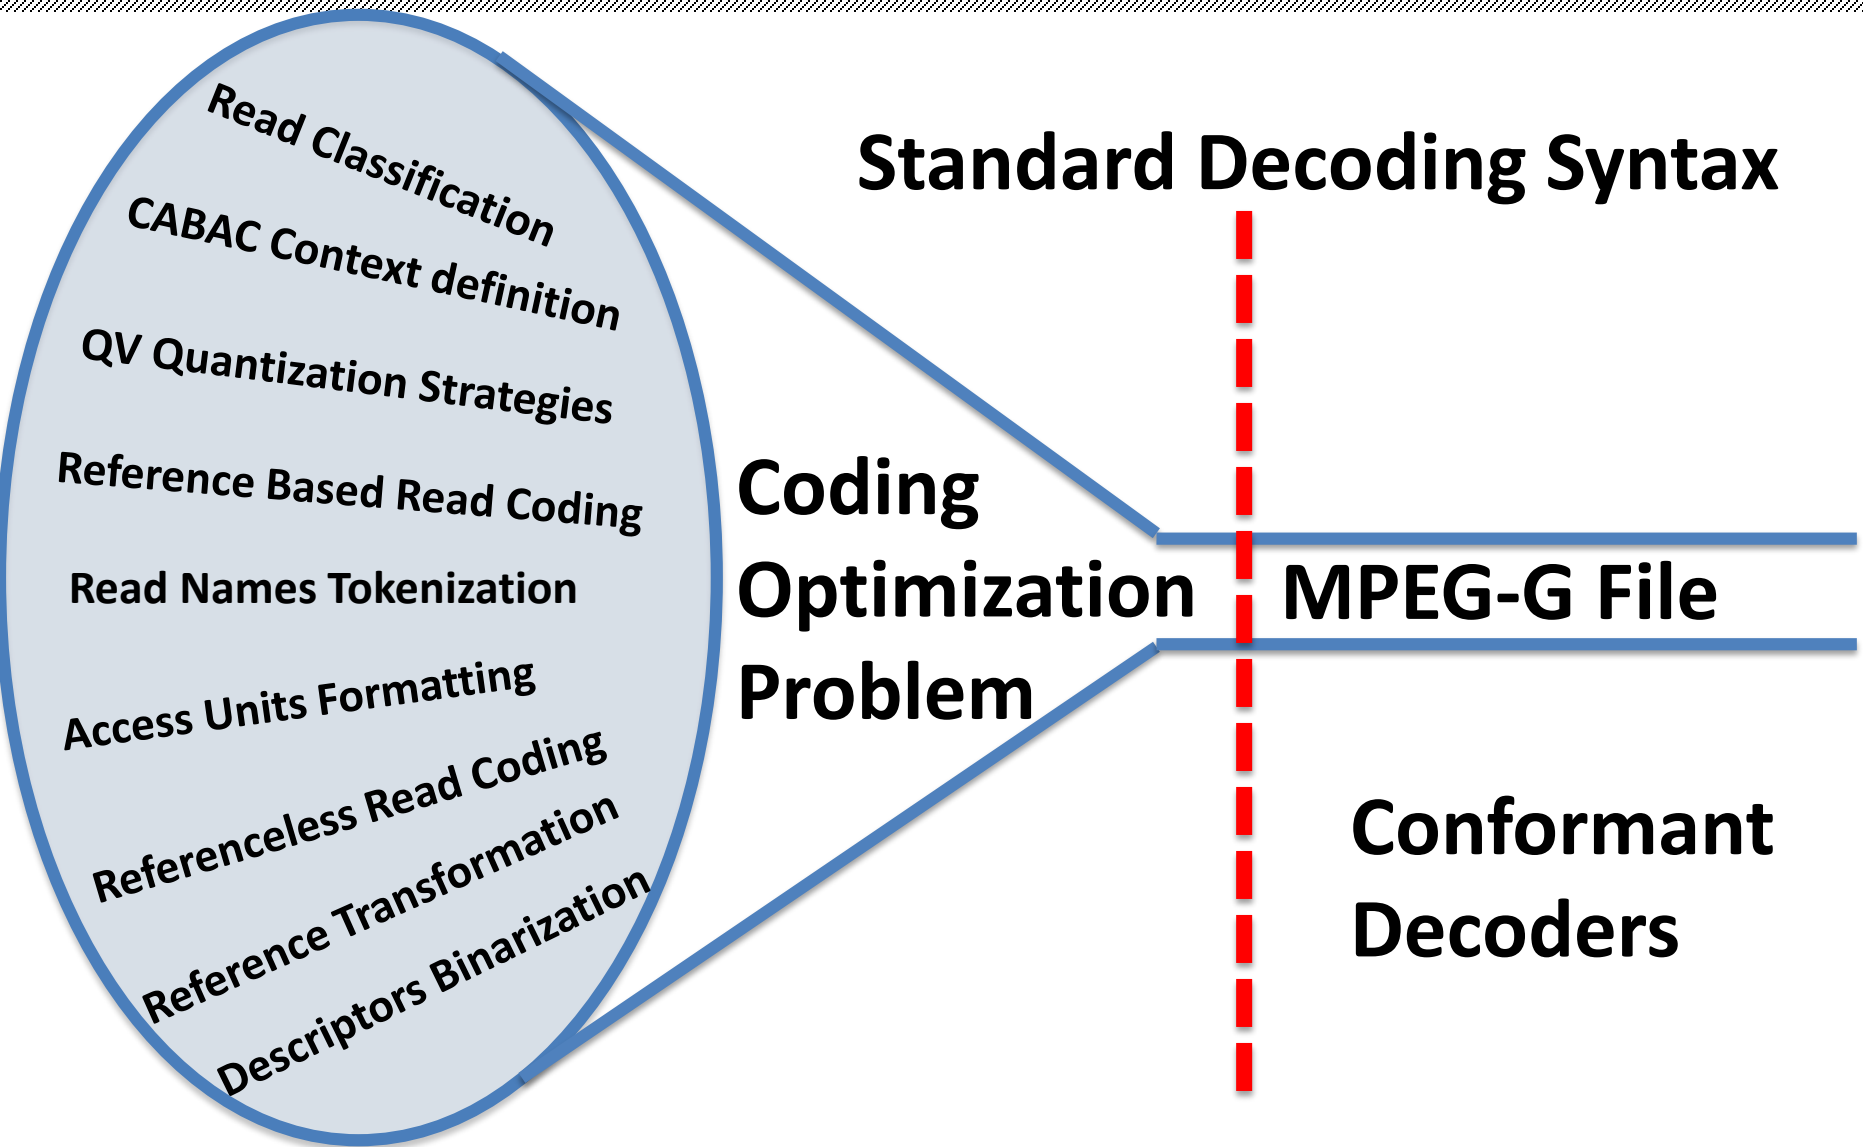 Read Classification
CABAC Context definition
QV Quantization Strategies
Reference Based Read Coding
Read Names Tokenization
Access Units Formatting
Referenceless Read Coding
Reference Transformation
Descriptors Binarization
Coding
Optimization
Problem
Standard Decoding Syntax
MPEG-G File
Conformant
Decoders